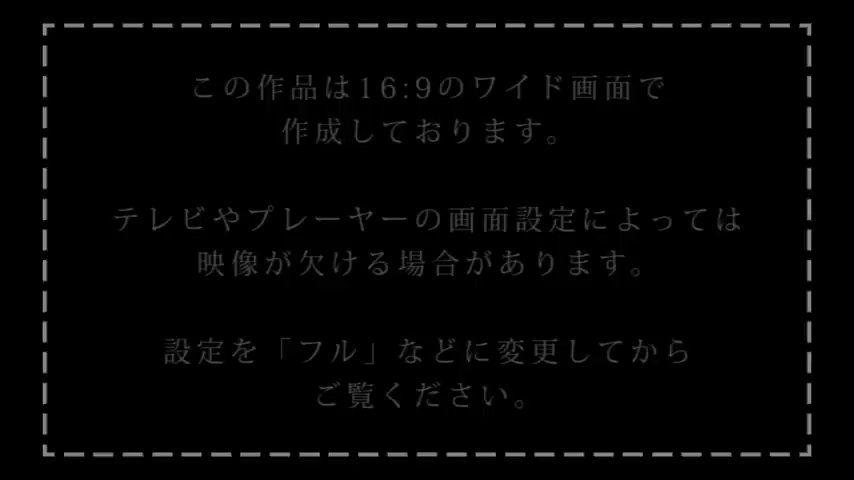 この作品は16:9のワイド画面で
作成しております。
テレビやプレーヤーの画面設定によっては
映像が欠ける場合があります。
設定を「フル」などに変更してから
ご覧ください。